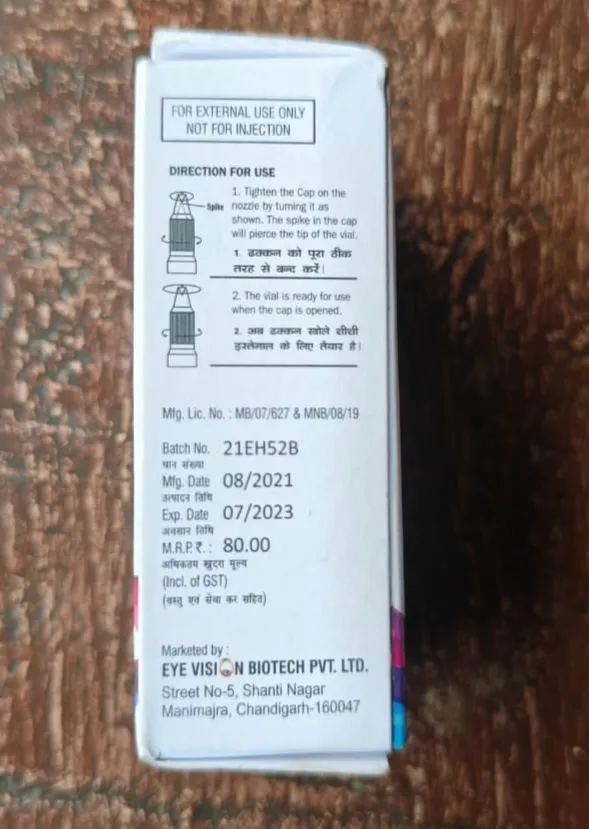 FOR EXTERNAL USE ONLY
NOT FOR INJECTION
DIRECTION FOR USE
Spike
1. Tighten the Cap on the
nozzle by turning it as
shown. The spike in the cap
will pierce the tip of the vial.
1. ढक्कन को पूरा ठीक
तरह से बन्द करें।
2. The vial is ready for use
when the cap is opened.
2. अब ढक्कन खोले शीशी
इस्तेमाल के लिए तैयार है।
Mfg. Lic. No. : MB/07/627 & MNB/08/19
Batch No. 21EH52B
घान संख्या
Mfg. Date 08/2021
उत्पादन तिथि
Exp. Date 07/2023
अवसान तिथि
M.R.P.₹.: 80.00
अधिकतम खुदरा मूल्य
(Incl. of GST)
(वस्तु एवं सेवा कर सहित)
Marketed by :
EYE VISION BIOTECH PVT. LTD.
Street No-5, Shanti Nagar
Manimajra, Chandigarh-160047